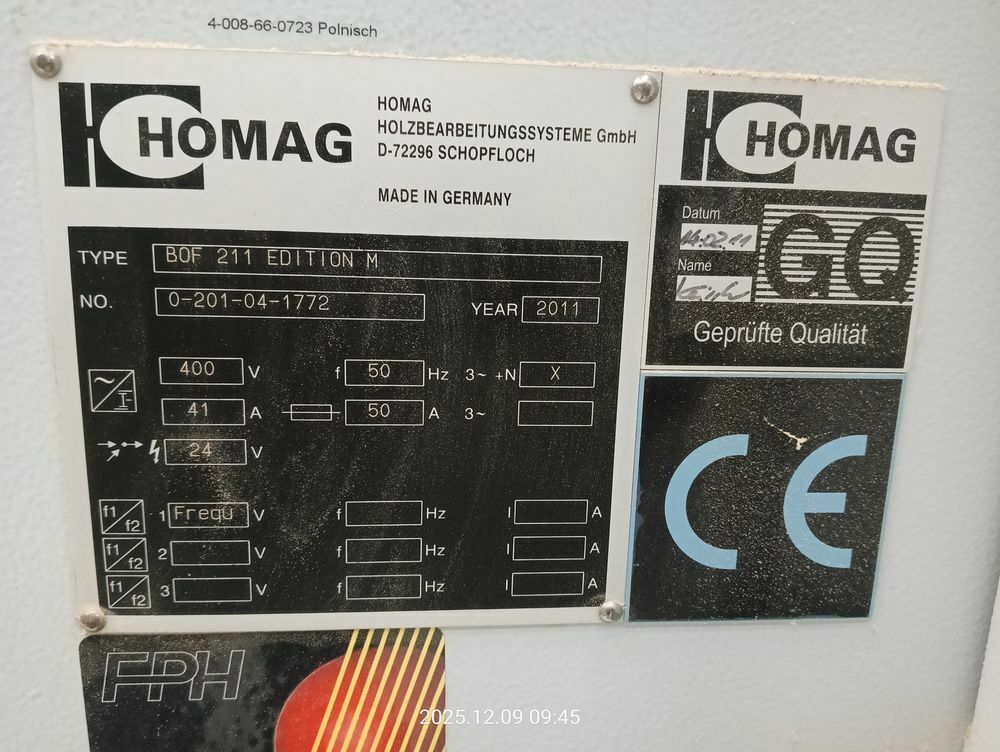 4-008-66-0723 Polnisch
HOMAG
HOMAG
HOLZBEARBEITUNGSSYSTEME GmbH
D-72296 SCHOPFLOCH
MADE IN GERMANY
TYPE BOF 211 EDITION M
NO. 0-201-04-1772 YEAR 2011
400 V f 50 Hz 3~ +N X
41 A 50 A 3~
24 V
f1/f2 1 Frequ V f Hz I A
f1/f2 2 V f Hz I A
f1/f2 3 V f Hz I A
HOMAG
Datum
14.02.11
Name
GQ
Geprüfte Qualität
CE
FPH
2025.12.09 09:45